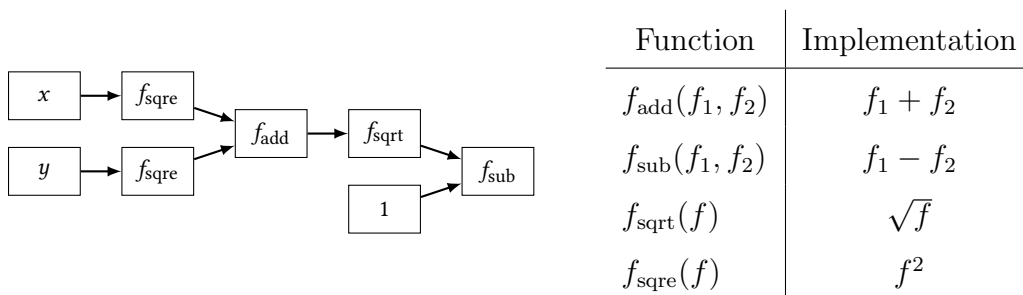 x f_sqre
f_add f_sqrt
y f_sqre
f_sub
1
Function Implementation
f_add(f_1, f_2) f_1 + f_2
f_sub(f_1, f_2) f_1 − f_2
f_sqrt(f) √f
f_sqre(f) f^2